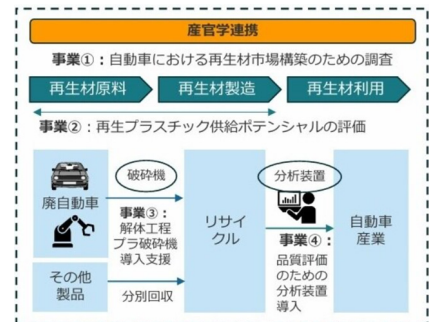 産官学連携
事業①：自動車における再生材市場構築のための調査
再生材原料
再生材製造
再生材利用
事業②：再生プラスチック供給ポテンシャルの評価
廃自動車
破砕機
事業③：
解体工程
プラ破砕機
導入支援
リサイ
クル
分析装置
事業④：
品質評価
のための
分析装置
導入
自動車
産業
その他
製品
分別回収